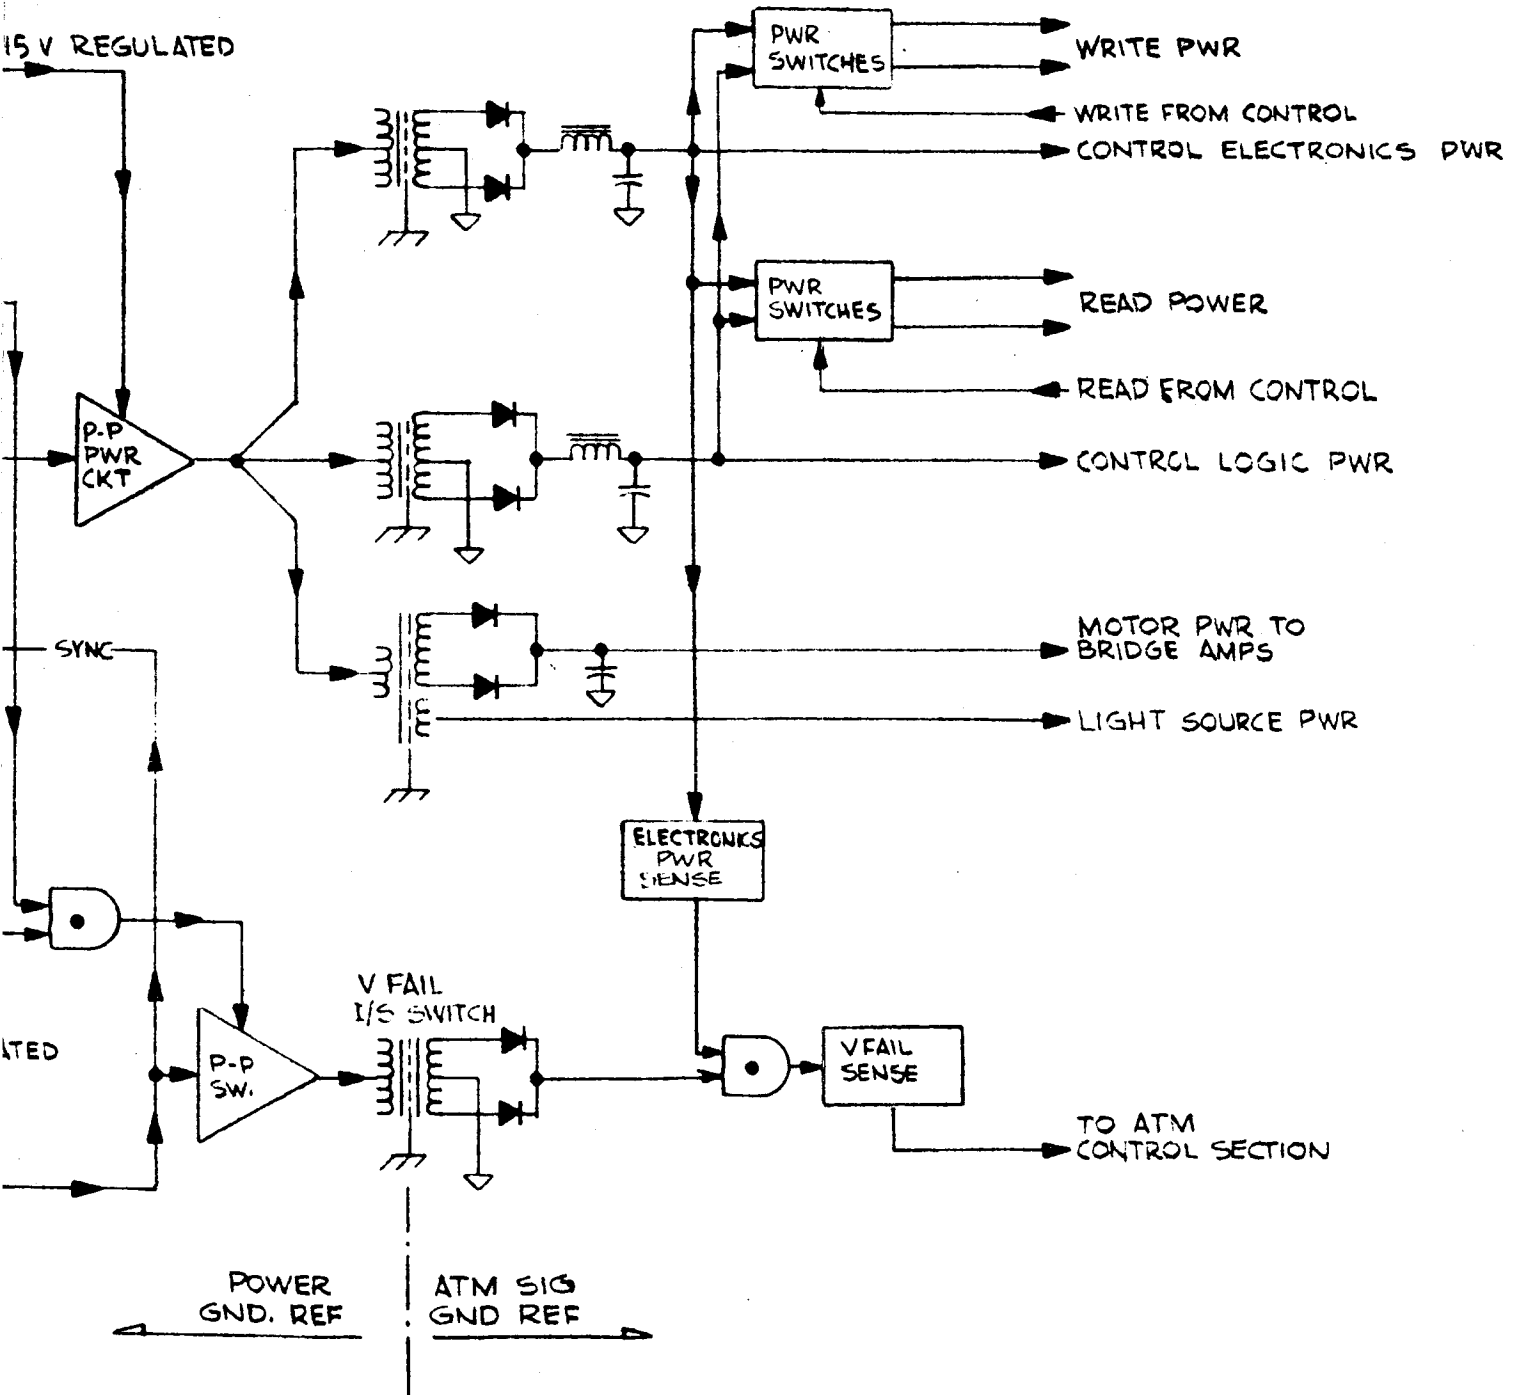 15 V REGULATED
PWR
SWITCHES
WRITE PWR
WRITE FROM CONTROL
CONTROL ELECTRONICS PWR
PWR
SWITCHES
READ POWER
READ FROM CONTROL
P-P
PWR
CKT
CONTROL LOGIC PWR
SYNC
MOTOR PWR TO
BRIDGE AMPS
LIGHT SOURCE PWR
ELECTRONICS
PWR
SENSE
V FAIL
I/S SWITCH
ATED
P-P
SW.
V FAIL
SENSE
TO ATM
CONTROL SECTION
POWER
GND. REF
ATM SIG
GND REF